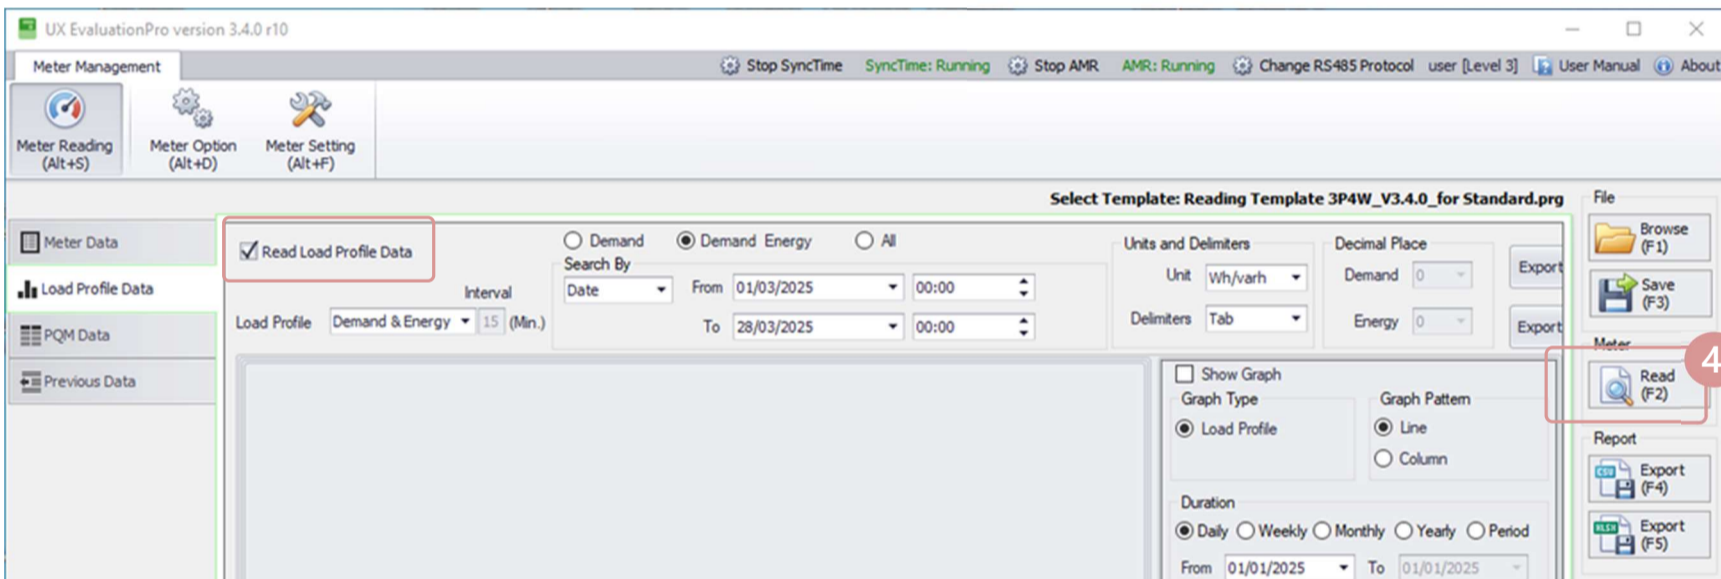 UX EvaluationPro version 3.4.0 r10
Meter Management
Stop SyncTime SyncTime: Running Stop AMR AMR: Running Change RS485 Protocol user [Level 3] User Manual About
Meter Reading (Alt+S)
Meter Option (Alt+D)
Meter Setting (Alt+F)
Select Template: Reading Template 3P4W_V3.4.0_for Standard.prg
Meter Data
Load Profile Data
PQM Data
Previous Data
Read Load Profile Data
Load Profile Demand & Energy Interval 15 (Min.)
Demand Demand Energy All
Search By
Date From 01/03/2025 00:00
To 28/03/2025 00:00
Units and Delimiters
Unit Wh/varh
Delimiters Tab
Decimal Place
Demand 0
Energy 0
Export
Export
Show Graph
Graph Type
Load Profile
Graph Pattern
Line
Column
Duration
Daily Weekly Monthly Yearly Period
From 01/01/2025 To 01/01/2025
File
Browse (F1)
Save (F3)
Meter
4
Read (F2)
Report
CSV Export (F4)
XLSX Export (F5)